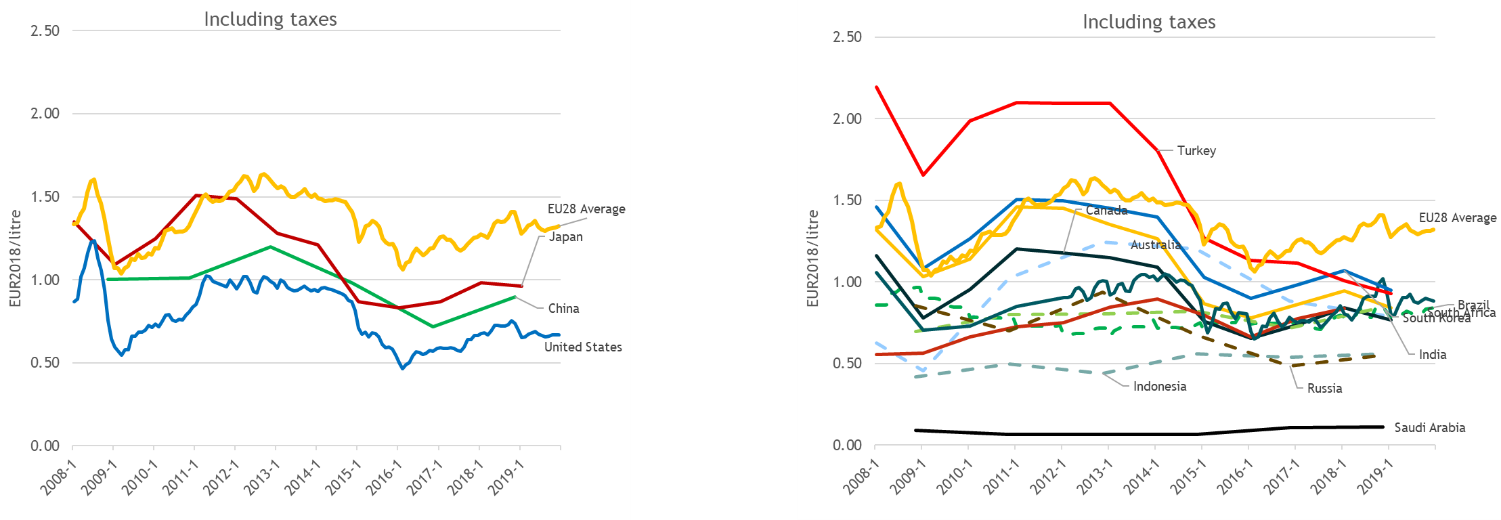 Including taxes
2.50
2.00
1.50
1.00
0.50
0.00
EUR2018/litre
2008-1
2009-1
2010-1
2011-1
2012-1
2013-1
2014-1
2015-1
2016-1
2017-1
2018-1
2019-1
EU28 Average
Japan
China
United States
Including taxes
2.50
2.00
1.50
1.00
0.50
0.00
EUR2018/litre
2008-1
2009-1
2010-1
2011-1
2012-1
2013-1
2014-1
2015-1
2016-1
2017-1
2018-1
2019-1
Turkey
Canada
EU28 Average
Australia
Brazil
South Africa
South Korea
India
Indonesia
Russia
Saudi Arabia